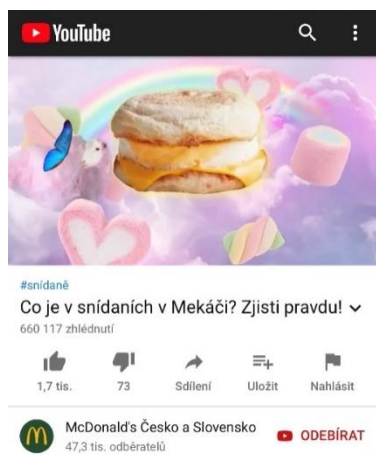 YouTube
#snídaně
Co je v snídaních v Mekáči? Zjisti pravdu!
660 117 zhlédnutí
1,7 tis. 73 Sdílení Uložit Nahlásit
McDonald's Česko a Slovensko ODEBÍRAT
47,3 tis. odběratelů